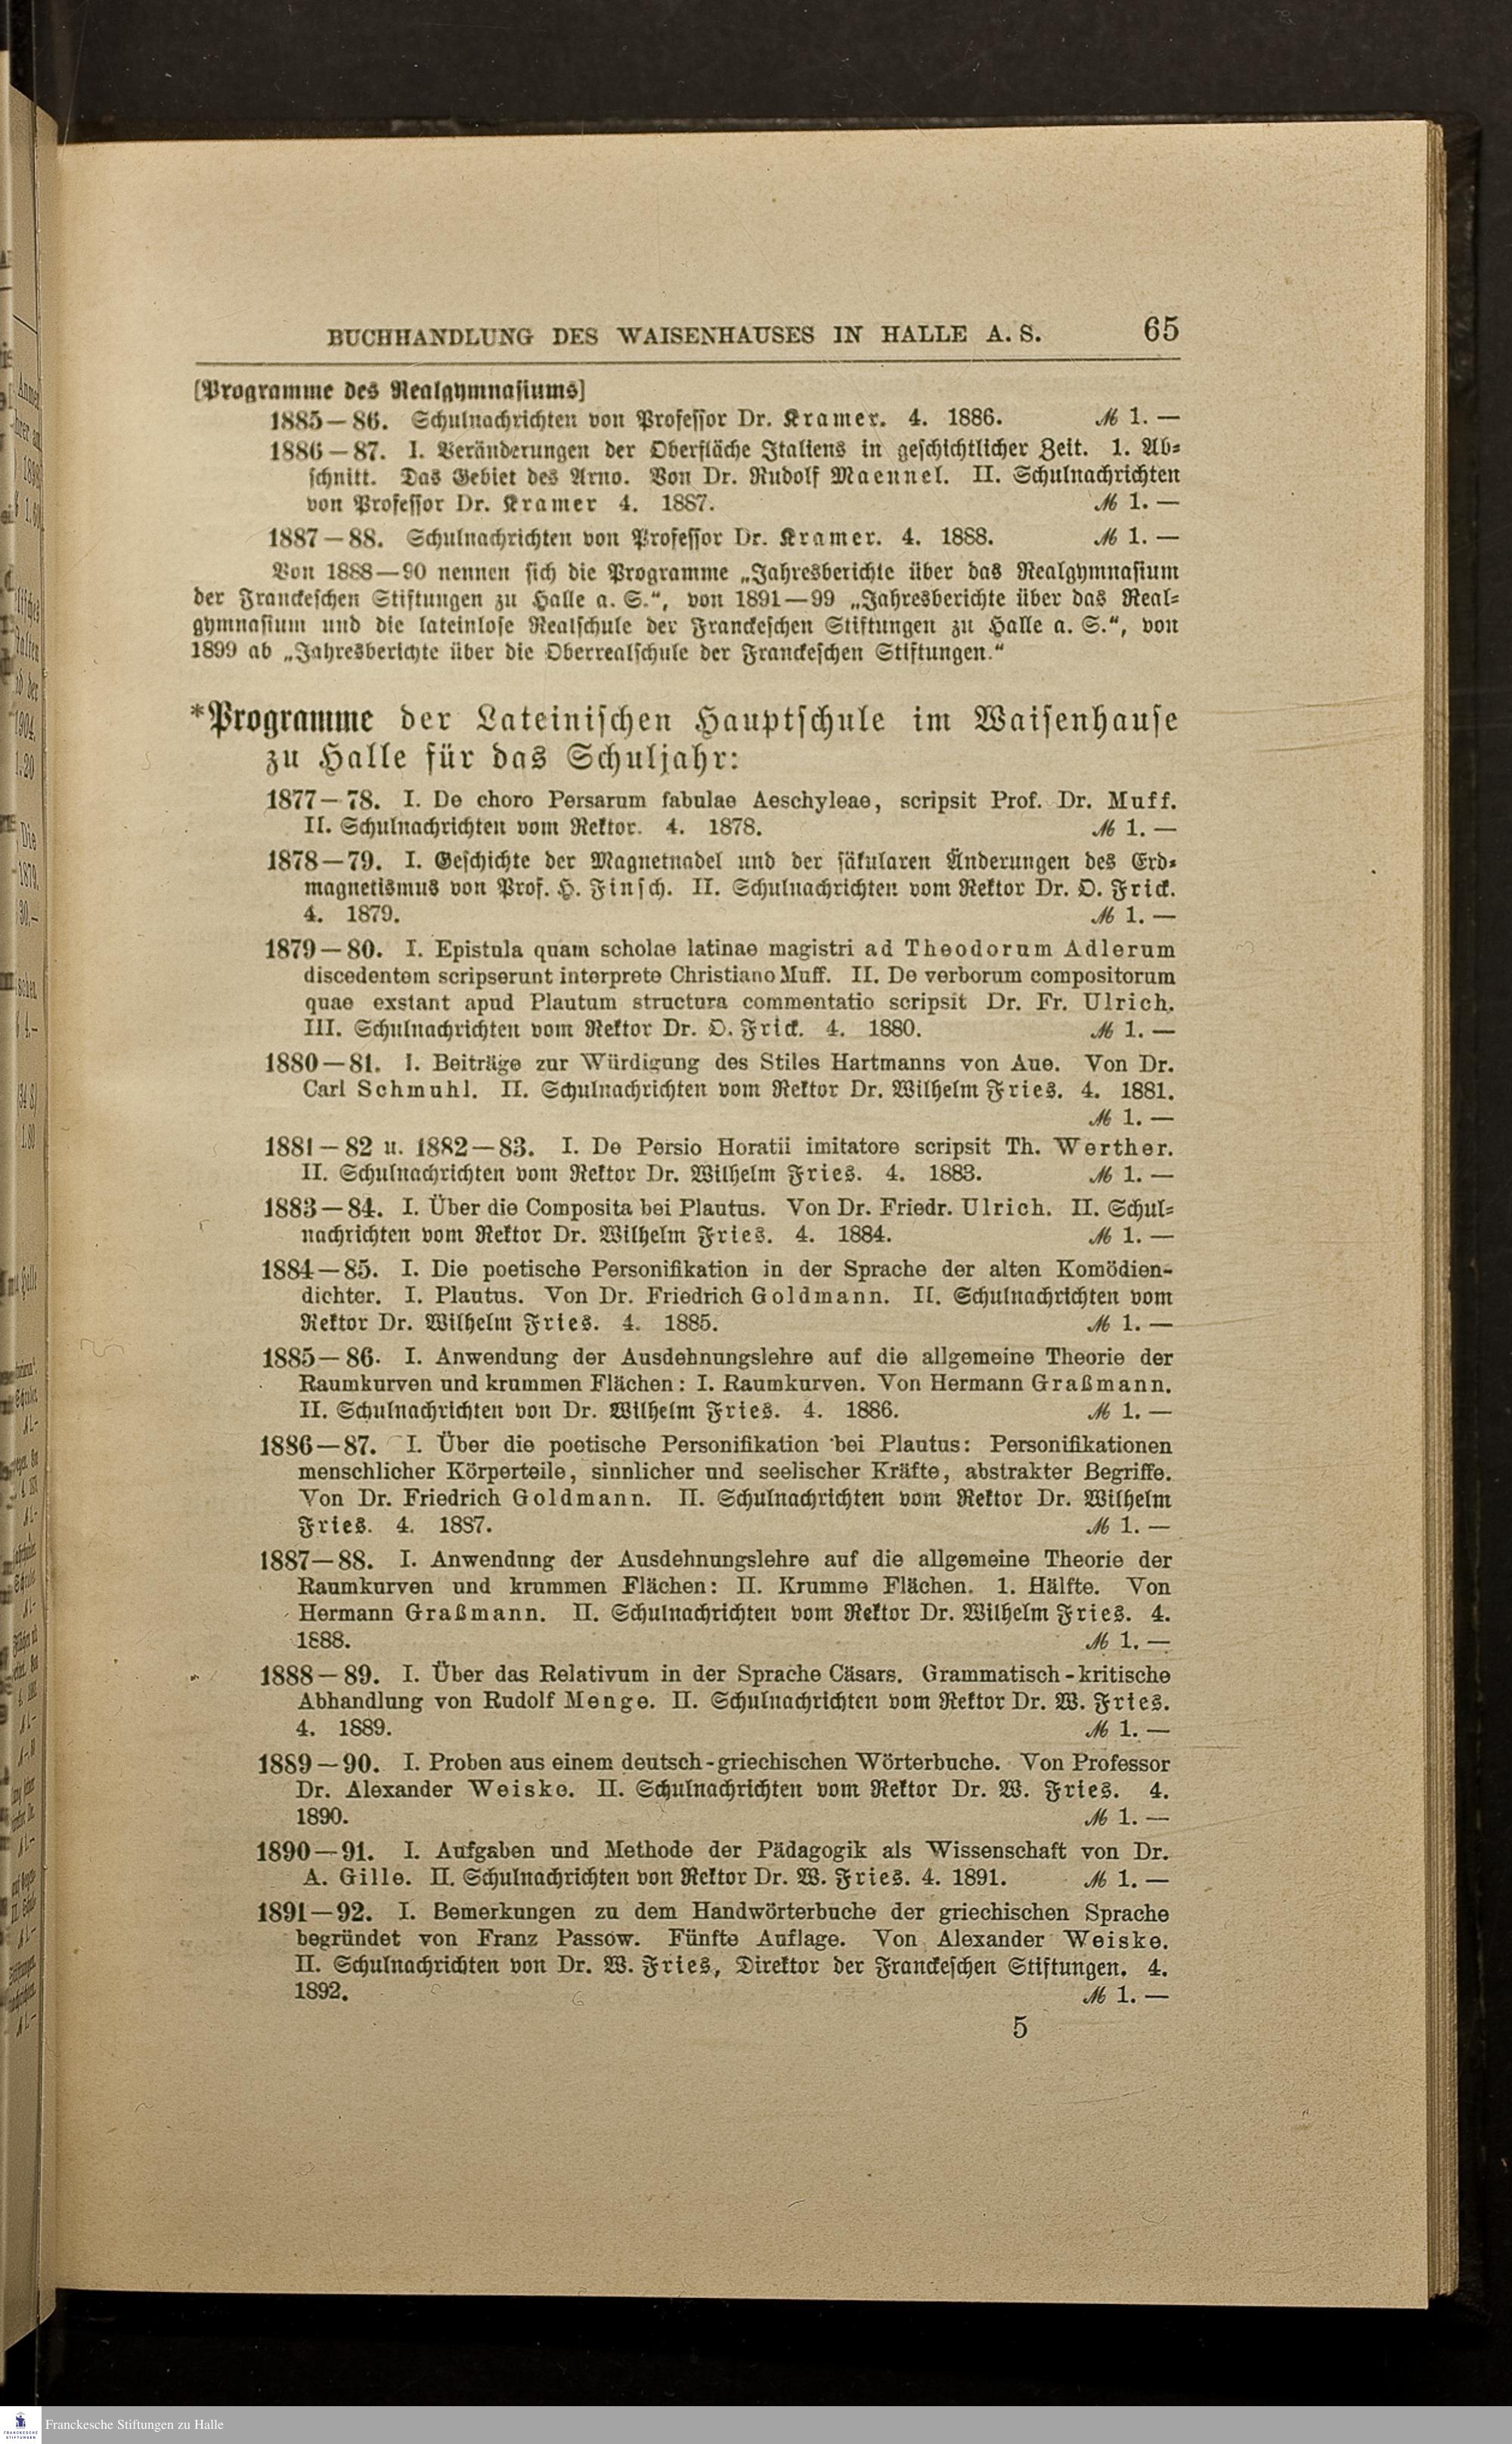 BUCHHANDLUNG DES WAISENHAUSES IN HALLE A. S. 65
[Programme des Realgymnasiums]
1885—86. Schulnachrichten von Professor Dr. Kramer. 4. 1886. ℳ 1. —
1886—87. I. Veränderungen der Oberfläche Italiens in geschichtlicher Zeit. 1. Ab-
schnitt. Das Gebiet des Arno. Von Dr. Rudolf Maennel. II. Schulnachrichten
von Professor Dr. Kramer 4. 1887. ℳ 1. —
1887—88. Schulnachrichten von Professor Dr. Kramer. 4. 1888. ℳ 1. —
Von 1888—90 nennen sich die Programme „Jahresberichte über das Realgymnasium
der Franckeschen Stiftungen zu Halle a. S.“, von 1891—99 „Jahresberichte über das Real-
gymnasium und die lateinlose Realschule der Franckeschen Stiftungen zu Halle a. S.“, von
1899 ab „Jahresberichte über die Oberrealschule der Franckeschen Stiftungen.“
*Programme der Lateinischen Hauptschule im Waisenhause
zu Halle für das Schuljahr:
1877—78. I. De choro Persarum fabulae Aeschyleae, scripsit Prof. Dr. Muff.
II. Schulnachrichten vom Rektor. 4. 1878. ℳ 1. —
1878—79. I. Geschichte der Magnetnadel und der säkularen Änderungen des Erd-
magnetismus von Prof. H. Finsch. II. Schulnachrichten vom Rektor Dr. O. Frick.
4. 1879. ℳ 1. —
1879—80. I. Epistula quam scholae latinae magistri ad Theodorum Adlerum
discedentem scripserunt interprete Christiano Muff. II. De verborum compositorum
quae exstant apud Plautum structura commentatio scripsit Dr. Fr. Ulrich.
III. Schulnachrichten vom Rektor Dr. O. Frick. 4. 1880. ℳ 1. —
1880—81. I. Beiträge zur Würdigung des Stiles Hartmanns von Aue. Von Dr.
Carl Schmuhl. II. Schulnachrichten vom Rektor Dr. Wilhelm Fries. 4. 1881.
ℳ 1. —
1881—82 u. 1882—83. I. De Persio Horatii imitatore scripsit Th. Werther.
II. Schulnachrichten vom Rektor Dr. Wilhelm Fries. 4. 1883. ℳ 1. —
1883—84. I. Über die Composita bei Plautus. Von Dr. Friedr. Ulrich. II. Schul-
nachrichten vom Rektor Dr. Wilhelm Fries. 4. 1884. ℳ 1. —
1884—85. I. Die poetische Personifikation in der Sprache der alten Komödien-
dichter. I. Plautus. Von Dr. Friedrich Goldmann. II. Schulnachrichten vom
Rektor Dr. Wilhelm Fries. 4. 1885. ℳ 1. —
1885—86. I. Anwendung der Ausdehnungslehre auf die allgemeine Theorie der
Raumkurven und krummen Flächen: I. Raumkurven. Von Hermann Graßmann.
II. Schulnachrichten von Dr. Wilhelm Fries. 4. 1886. ℳ 1. —
1886—87. I. Über die poetische Personifikation bei Plautus: Personifikationen
menschlicher Körperteile, sinnlicher und seelischer Kräfte, abstrakter Begriffe.
Von Dr. Friedrich Goldmann. II. Schulnachrichten vom Rektor Dr. Wilhelm
Fries. 4. 1887. ℳ 1. —
1887—88. I. Anwendung der Ausdehnungslehre auf die allgemeine Theorie der
Raumkurven und krummen Flächen: II. Krumme Flächen. 1. Hälfte. Von
Hermann Graßmann. II. Schulnachrichten vom Rektor Dr. Wilhelm Fries. 4.
1888. ℳ 1. —
1888—89. I. Über das Relativum in der Sprache Cäsars. Grammatisch-kritische
Abhandlung von Rudolf Menge. II. Schulnachrichten vom Rektor Dr. W. Fries.
4. 1889. ℳ 1. —
1889—90. I. Proben aus einem deutsch-griechischen Wörterbuche. Von Professor
Dr. Alexander Weiske. II. Schulnachrichten vom Rektor Dr. W. Fries. 4.
1890. ℳ 1. —
1890—91. I. Aufgaben und Methode der Pädagogik als Wissenschaft von Dr.
A. Gille. II. Schulnachrichten von Rektor Dr. W. Fries. 4. 1891. ℳ 1. —
1891—92. I. Bemerkungen zu dem Handwörterbuche der griechischen Sprache
begründet von Franz Passow. Fünfte Auflage. Von Alexander Weiske.
II. Schulnachrichten von Dr. W. Fries, Direktor der Franckeschen Stiftungen. 4.
1892. ℳ 1. —
5
Franckesche Stiftungen zu Halle